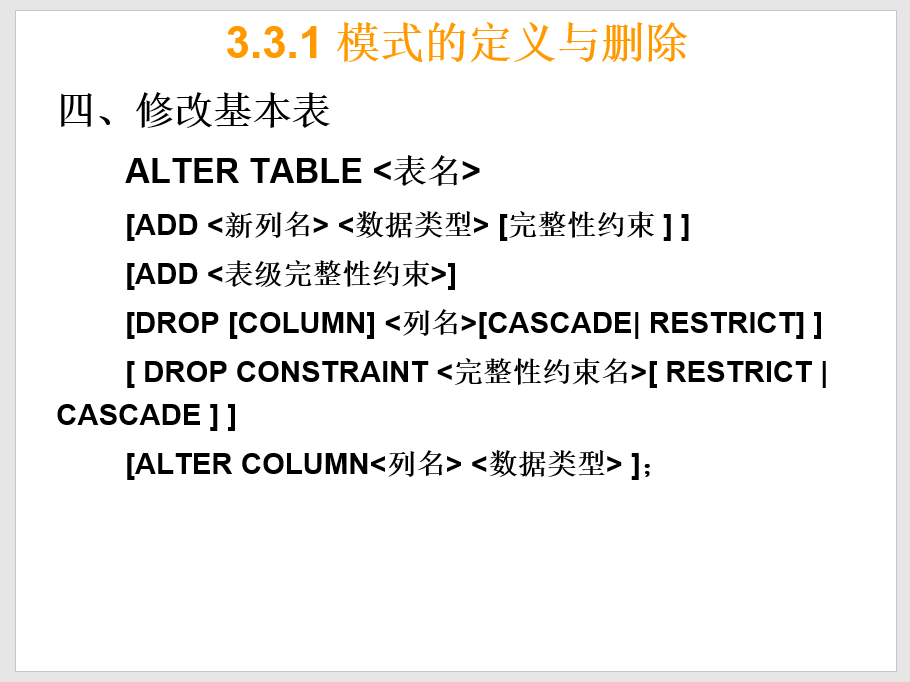 3.3.1 模式的定义与删除
四、修改基本表
ALTER TABLE <表名>
[ADD <新列名> <数据类型> [完整性约束 ] ]
[ADD <表级完整性约束>]
[DROP [COLUMN] <列名>[CASCADE| RESTRICT] ]
[ DROP CONSTRAINT <完整性约束名>[ RESTRICT |
CASCADE ] ]
[ALTER COLUMN<列名> <数据类型> ]；